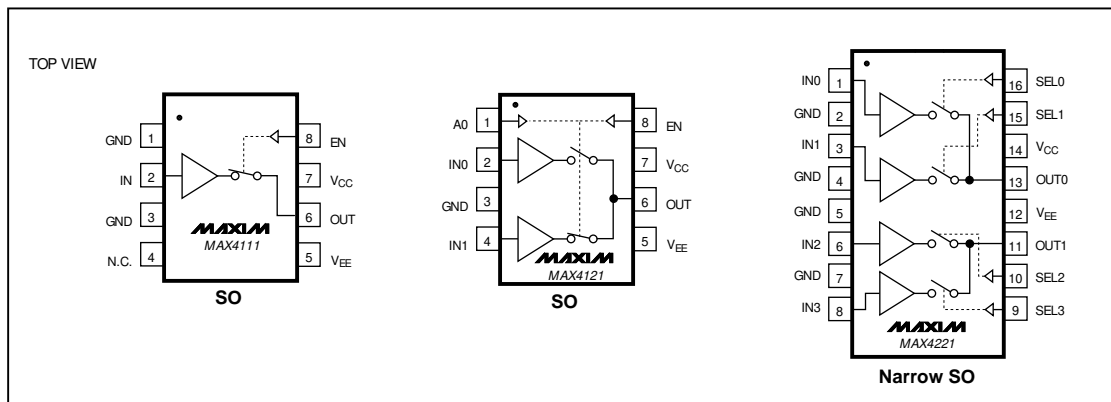 TOP VIEW
GND 1
IN 2
GND 3
N.C. 4
8 EN
7 VCC
6 OUT
5 VEE
MAXIM
MAX4111
SO
A0 1
IN0 2
GND 3
IN1 4
8 EN
7 VCC
6 OUT
5 VEE
MAXIM
MAX4121
SO
IN0 1
GND 2
IN1 3
GND 4
GND 5
IN2 6
GND 7
IN3 8
16 SEL0
15 SEL1
14 VCC
13 OUT0
12 VEE
11 OUT1
10 SEL2
9 SEL3
MAXIM
MAX4221
Narrow SO